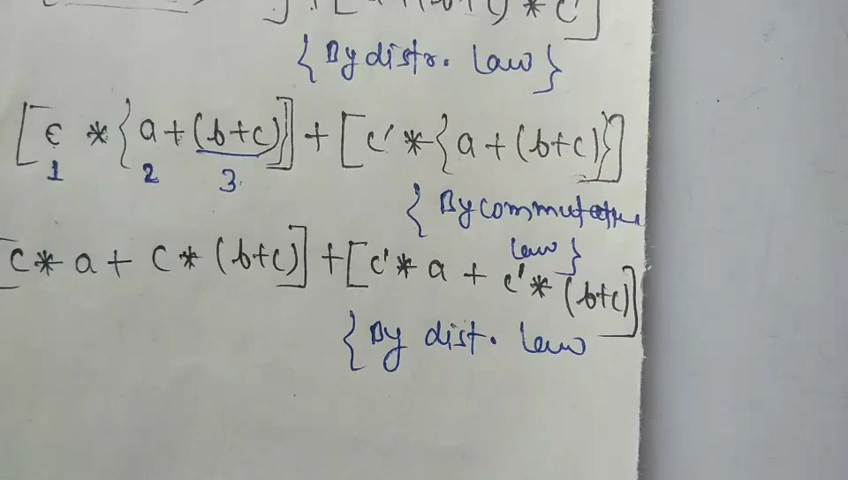 ] + [a + (b+c) * c']
{ By distr. law }
[c * {a + (b+c)}] + [c' * {a + (b+c)}]
1 2 3.
{ By commutative
law }
[c * a + c * (b+c)] + [c' * a + c' * (b+c)]
{ By dist. law